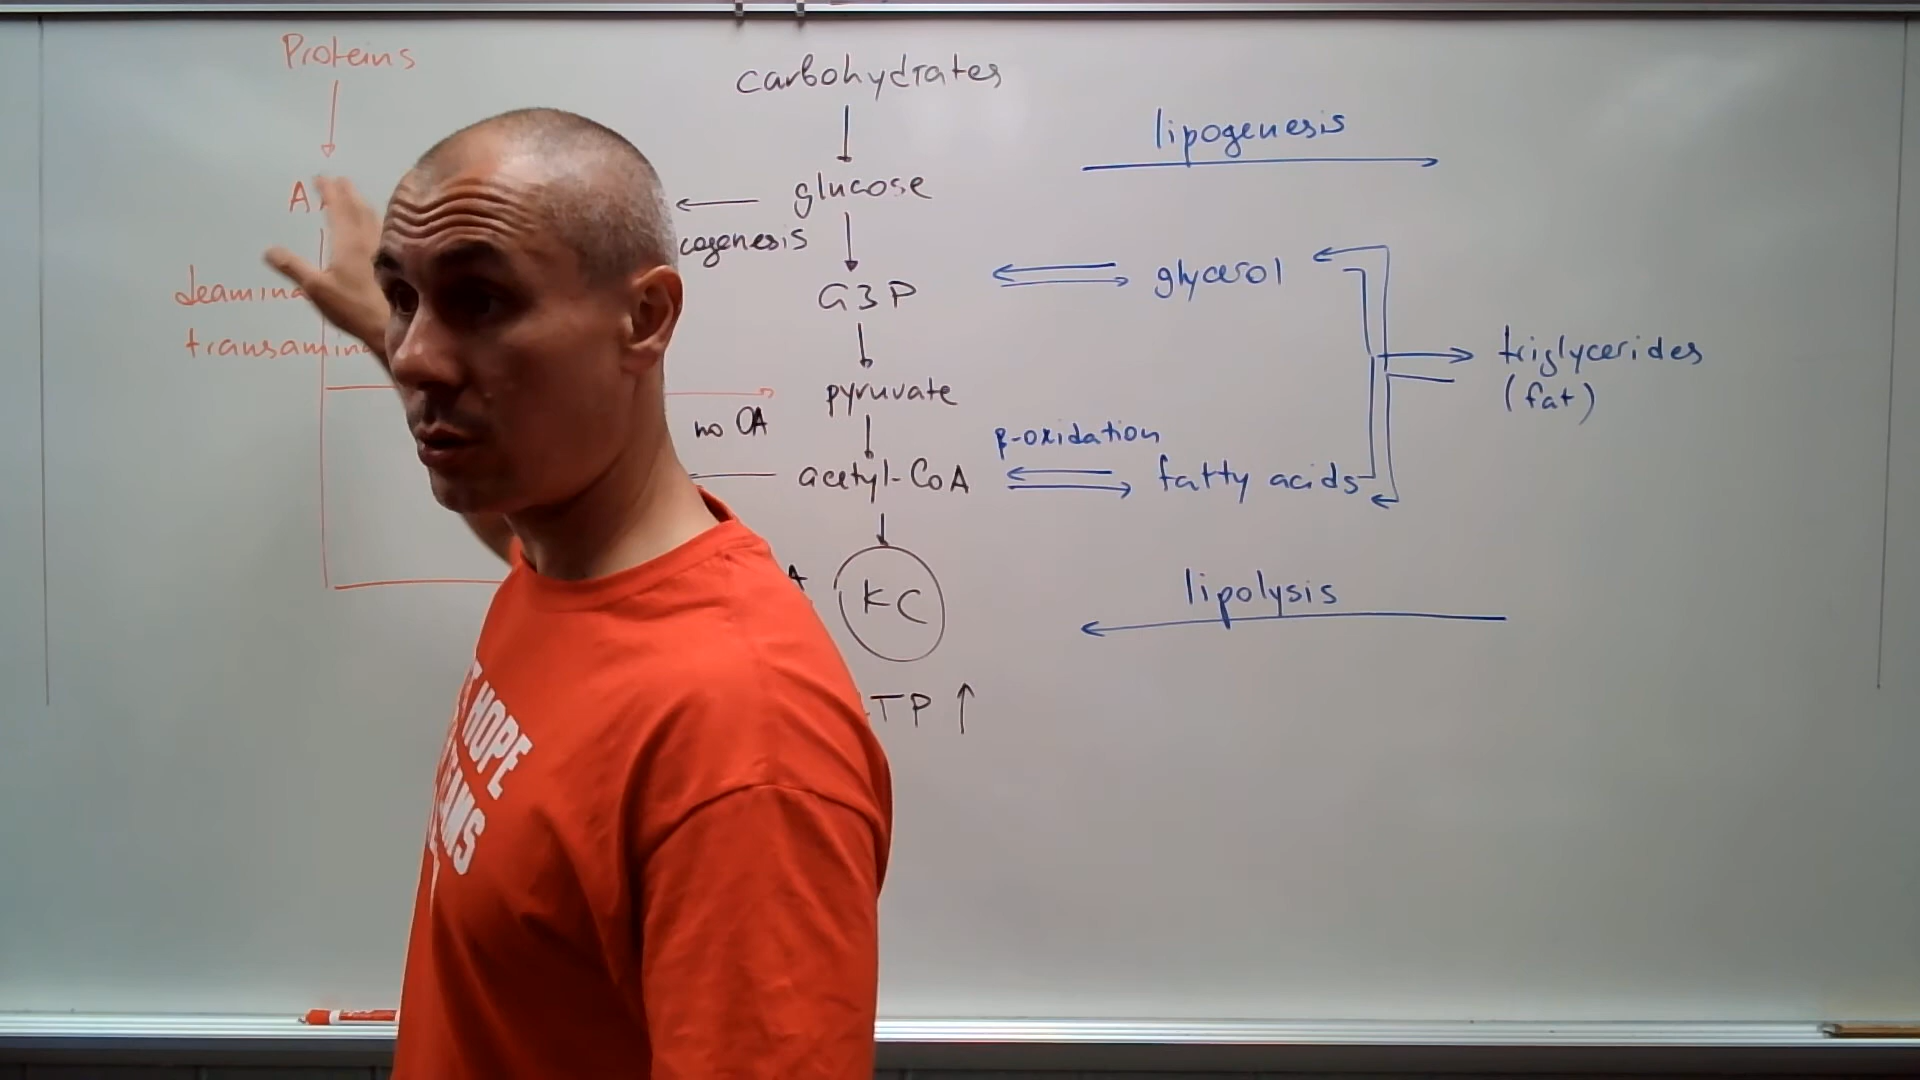 Proteins
carbohydrates
lipogenesis
glucose
cogenesis
glycerol
G3P
triglycerides
(fat)
pyruvate
no OA
β-oxidation
acetyl-CoA
fatty acids
KC
lipolysis
TP ↑
HOPE